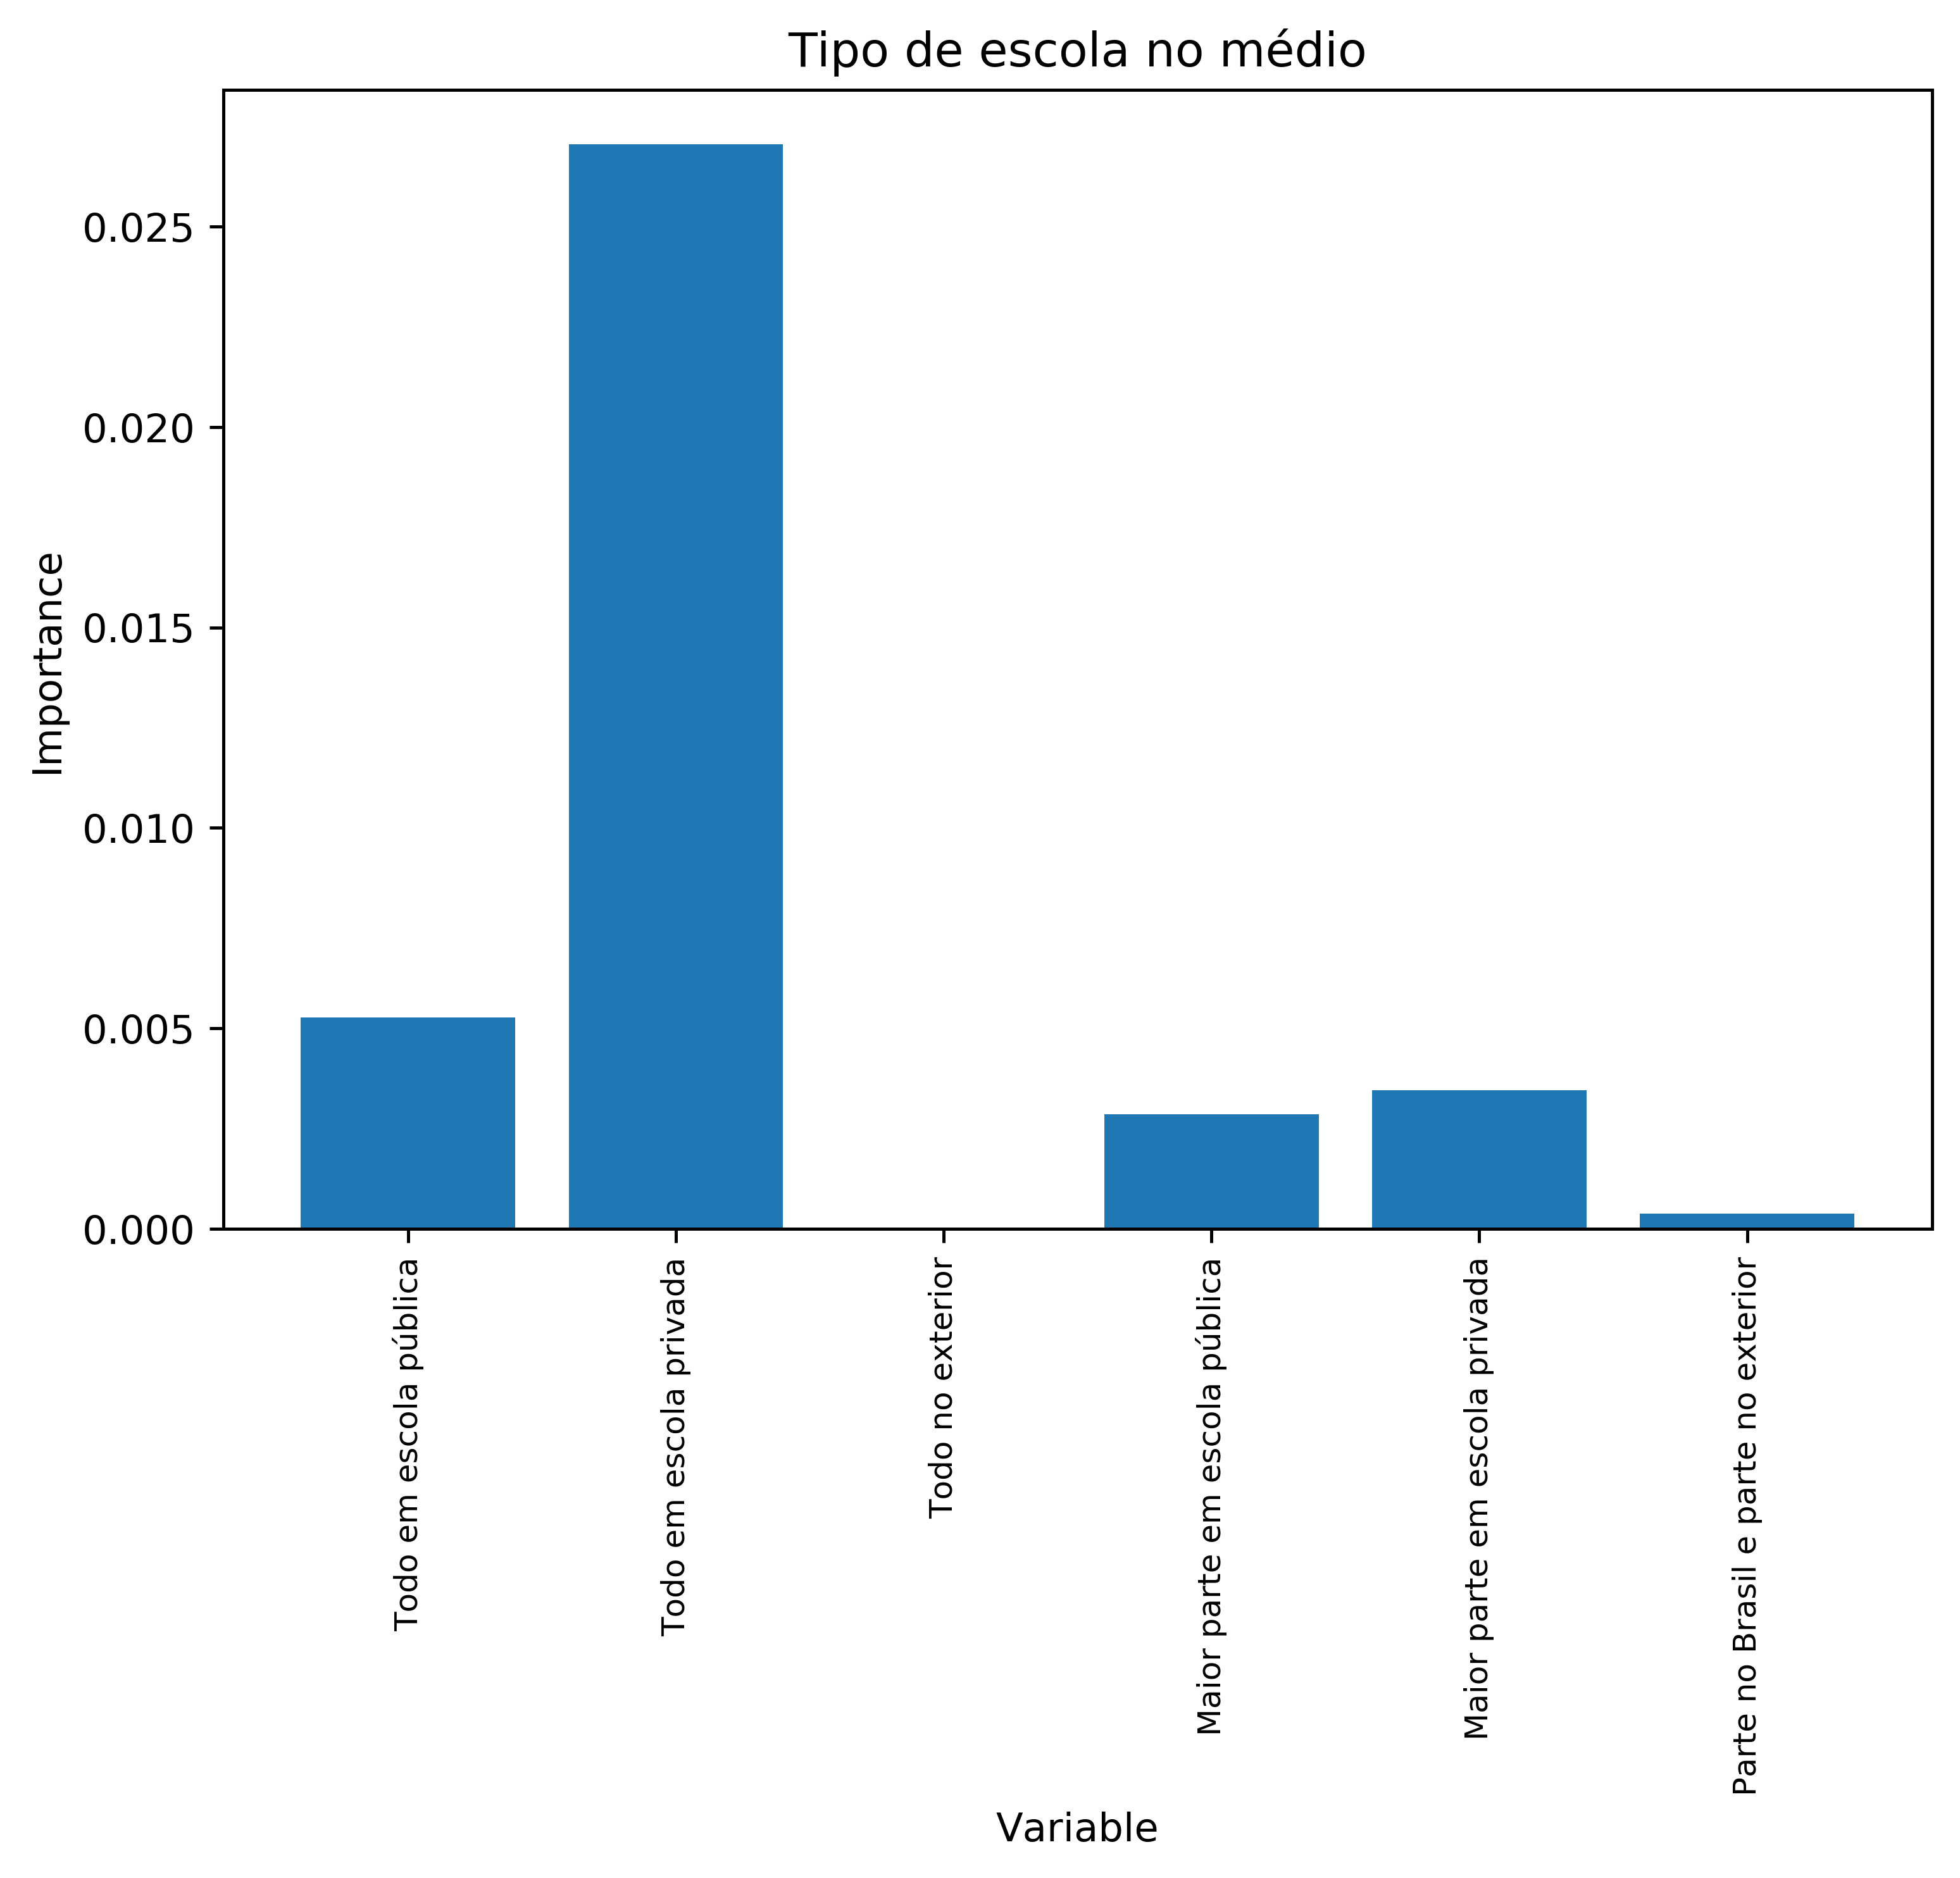 Tipo de escola no médio
Importance
0.025
0.020
0.015
0.010
0.005
0.000
Todo em escola pública
Todo em escola privada
Todo no exterior
Maior parte em escola pública
Maior parte em escola privada
Parte no Brasil e parte no exterior
Variable